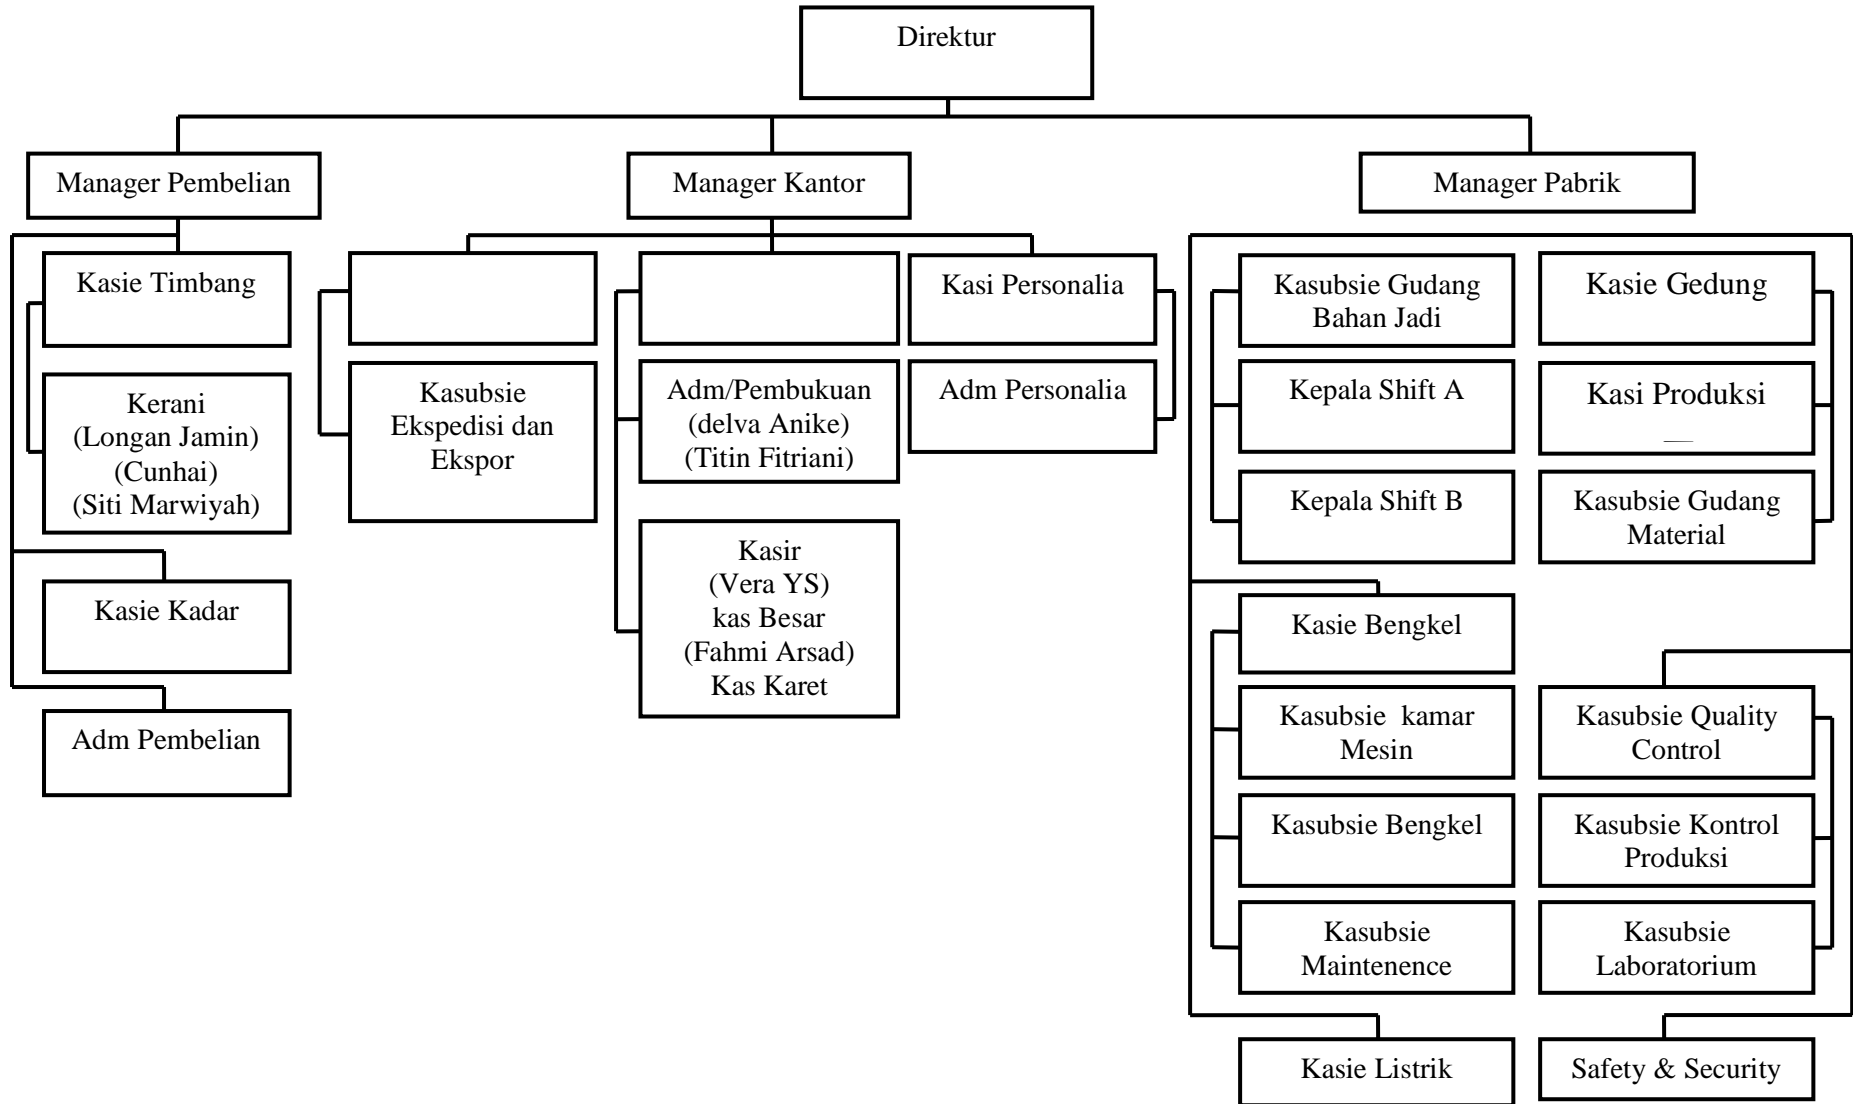 Direktur
Manager Pembelian
Manager Kantor
Manager Pabrik
Kasie Timbang
Kerani
(Longan Jamin)
(Cunhai)
(Siti Marwiyah)
Kasie Kadar
Adm Pembelian
Kasubsie
Ekspedisi dan
Ekspor
Adm/Pembukuan
(delva Anike)
(Titin Fitriani)
Kasir
(Vera YS)
kas Besar
(Fahmi Arsad)
Kas Karet
Kasi Personalia
Adm Personalia
Kasubsie Gudang
Bahan Jadi
Kepala Shift A
Kepala Shift B
Kasie Gedung
Kasi Produksi
Kasubsie Gudang
Material
Kasie Bengkel
Kasubsie  kamar
Mesin
Kasubsie Bengkel
Kasubsie
Maintenence
Kasubsie Quality
Control
Kasubsie Kontrol
Produksi
Kasubsie
Laboratorium
Kasie Listrik
Safety & Security